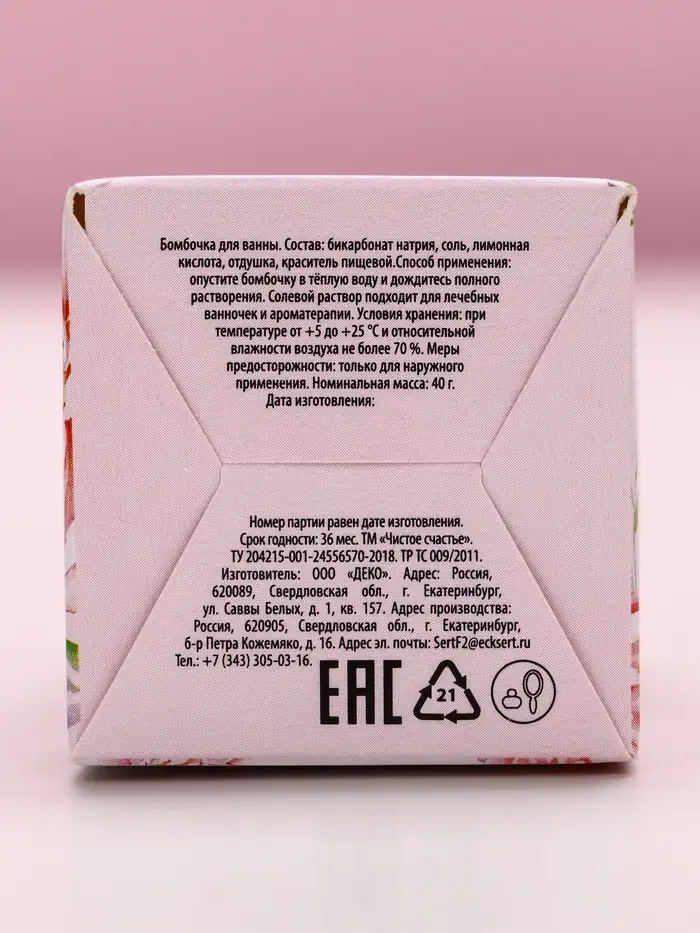 Бомбочка для ванны. Состав: бикарбонат натрия, соль, лимонная
кислота, отдушка, краситель пищевой.Способ применения:
опустите бомбочку в тёплую воду и дождитесь полного
растворения. Солевой раствор подходит для лечебных
ванночек и ароматерапии. Условия хранения: при
температуре от +5 до +25 °С и относительной
влажности воздуха не более 70 %. Меры
предосторожности: только для наружного
применения. Номинальная масса: 40 г.
Дата изготовления:
Номер партии равен дате изготовления.
Срок годности: 36 мес. ТМ «Чистое счастье».
ТУ 204215-001-24556570-2018. ТР ТС 009/2011.
Изготовитель: ООО «ДЕКО». Адрес: Россия,
620089, Свердловская обл., г. Екатеринбург,
ул. Саввы Белых, д. 1, кв. 157. Адрес производства:
Россия, 620905, Свердловская обл., г. Екатеринбург,
б-р Петра Кожемяко, д. 16. Адрес эл. почты: SertF2@ecksert.ru
Тел.: +7 (343) 305-03-16.
ЕАС
21